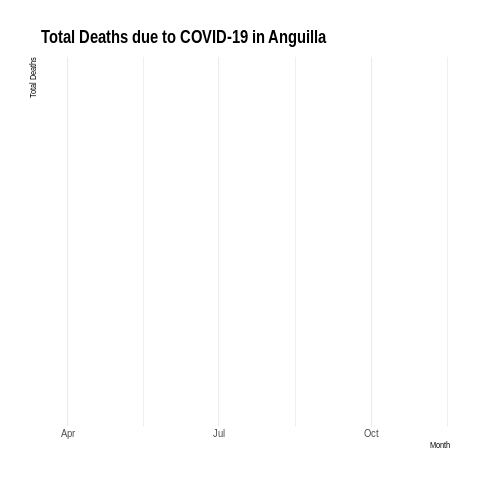 Total Deaths due to COVID-19 in Anguilla
Total Deaths
Apr Jul Oct
Month